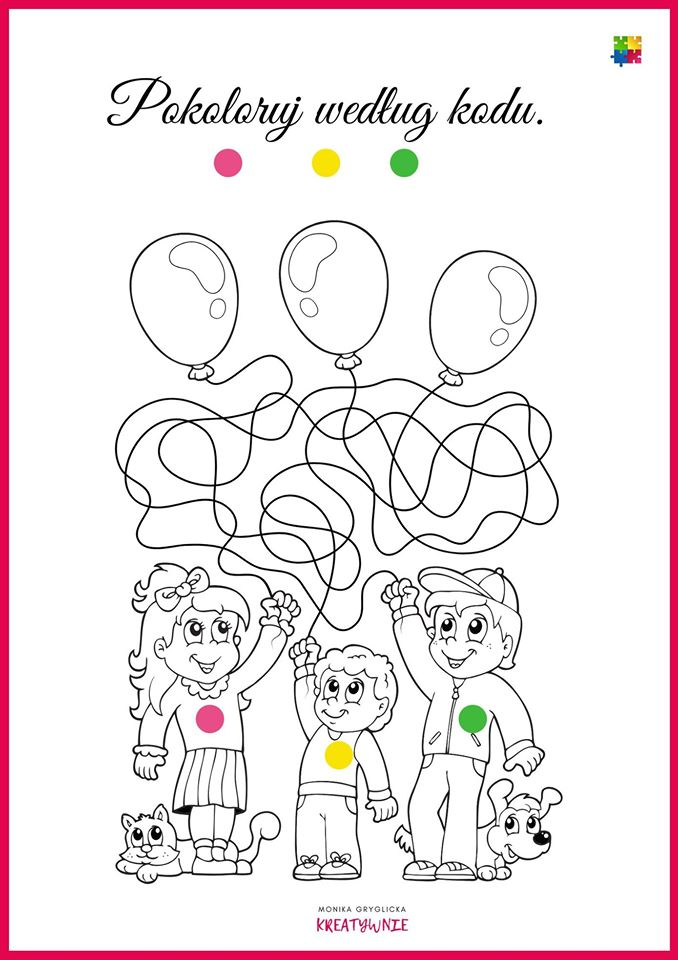 Pokoloruj według kodu.
MONIKA GRYGLICKA
KREATYWNIE